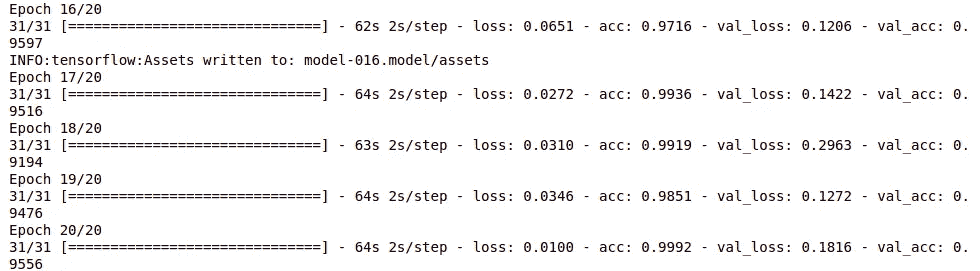 Epoch 16/20
31/31 [==============================] - 62s 2s/step - loss: 0.0651 - acc: 0.9716 - val_loss: 0.1206 - val_acc: 0.
9597
INFO:tensorflow:Assets written to: model-016.model/assets
Epoch 17/20
31/31 [==============================] - 64s 2s/step - loss: 0.0272 - acc: 0.9936 - val_loss: 0.1422 - val_acc: 0.
9516
Epoch 18/20
31/31 [==============================] - 63s 2s/step - loss: 0.0310 - acc: 0.9919 - val_loss: 0.2963 - val_acc: 0.
9194
Epoch 19/20
31/31 [==============================] - 64s 2s/step - loss: 0.0346 - acc: 0.9851 - val_loss: 0.1272 - val_acc: 0.
9476
Epoch 20/20
31/31 [==============================] - 64s 2s/step - loss: 0.0100 - acc: 0.9992 - val_loss: 0.1816 - val_acc: 0.
9556